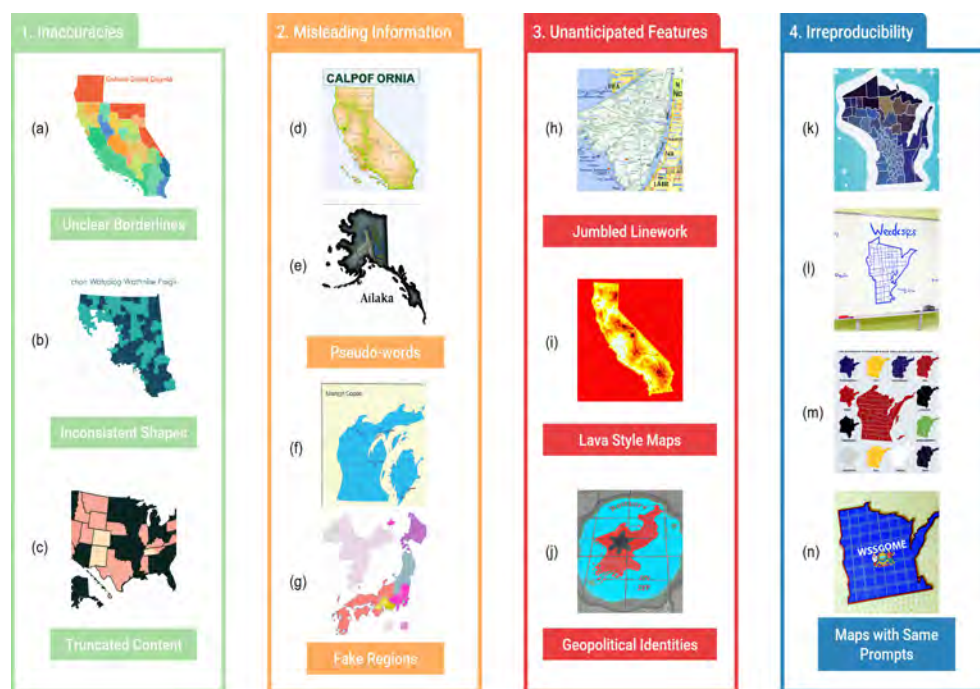 1. Inaccuracies
(a)
Unclear Borderlines
(b)
Inconsistent Shapes
(c)
Truncated Content
2. Misleading Information
(d)
CALPOF ORNIA
(e)
Ailaka
Pseudo-words
(f)
(g)
Fake Regions
3. Unanticipated Features
(h)
Jumbled Linework
(i)
Lava Style Maps
(j)
Geopolitical Identities
4. Irreproducibility
(k)
(l)
(m)
(n)
WSSGOME
Maps with Same
Prompts